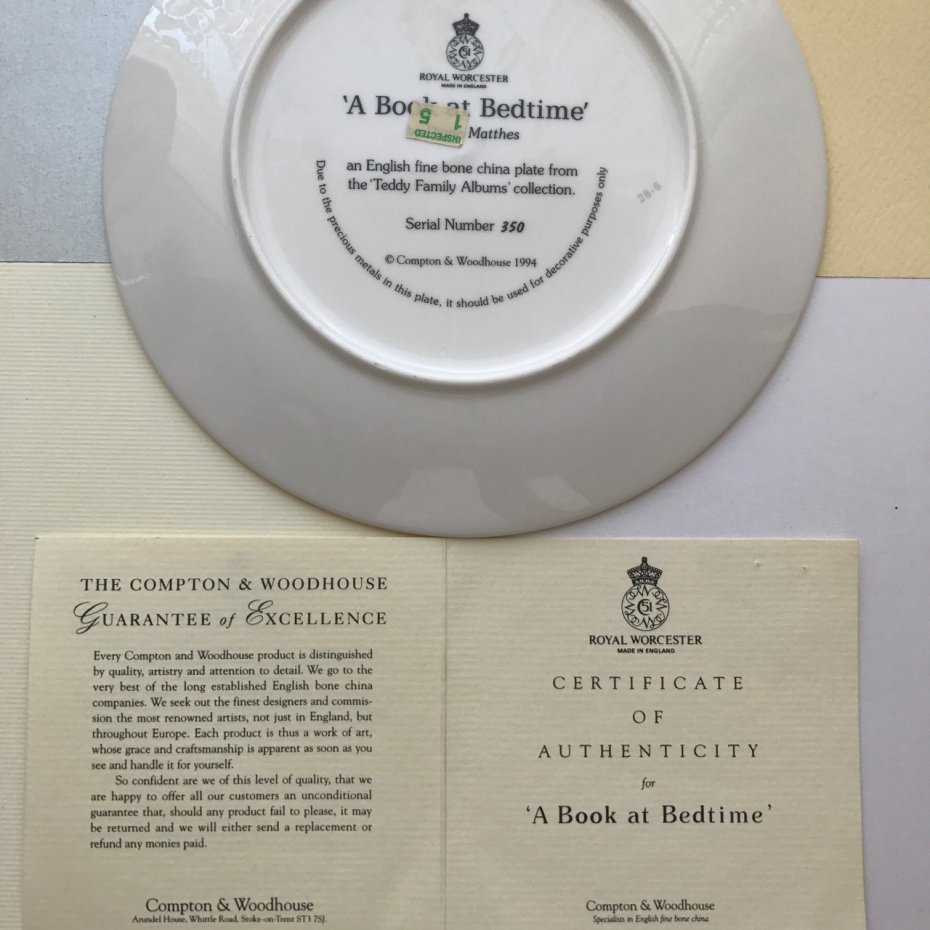 ROYAL WORCESTER
MADE IN ENGLAND
'A Book at Bedtime'
Matthes
INSPECTED
15
an English fine bone china plate from
the 'Teddy Family Albums' collection.
Serial Number 350
© Compton & Woodhouse 1994
Due to the precious metals in this plate, it should be used for decorative purposes only
28-6
THE COMPTON & WOODHOUSE
GUARANTEE of EXCELLENCE
Every Compton and Woodhouse product is distinguished
by quality, artistry and attention to detail. We go to the
very best of the long established English bone china
companies. We seek out the finest designers and commis-
sion the most renowned artists, not just in England, but
throughout Europe. Each product is thus a work of art,
whose grace and craftsmanship is apparent as soon as you
see and handle it for yourself.
So confident are we of this level of quality, that we
are happy to offer all our customers an unconditional
guarantee that, should any product fail to please, it may
be returned and we will either send a replacement or
refund any monies paid.
Compton & Woodhouse
Arundel House, Whittle Road, Stoke-on-Trent ST3 7SJ.
51
ROYAL WORCESTER
MADE IN ENGLAND
CERTIFICATE
OF
AUTHENTICITY
for
'A Book at Bedtime'
Compton & Woodhouse
Specialists in English fine bone china